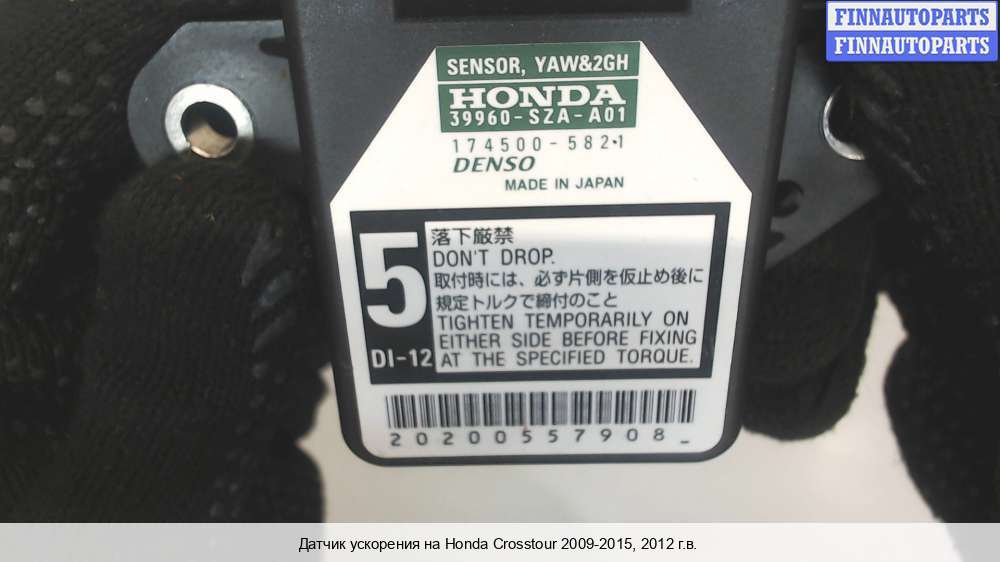 FINNAUTOPARTS
FINNAUTOPARTS
SENSOR, YAW&2GH
HONDA
39960-SZA-A01
174500-5821
DENSO
MADE IN JAPAN
5
DI-12
落下厳禁
DON'T DROP.
取付時には、必ず片側を仮止め後に
規定トルクで締付のこと
TIGHTEN TEMPORARILY ON
EITHER SIDE BEFORE FIXING
AT THE SPECIFIED TORQUE.
20200557908_
Датчик ускорения на Honda Crosstour 2009-2015, 2012 г.в.